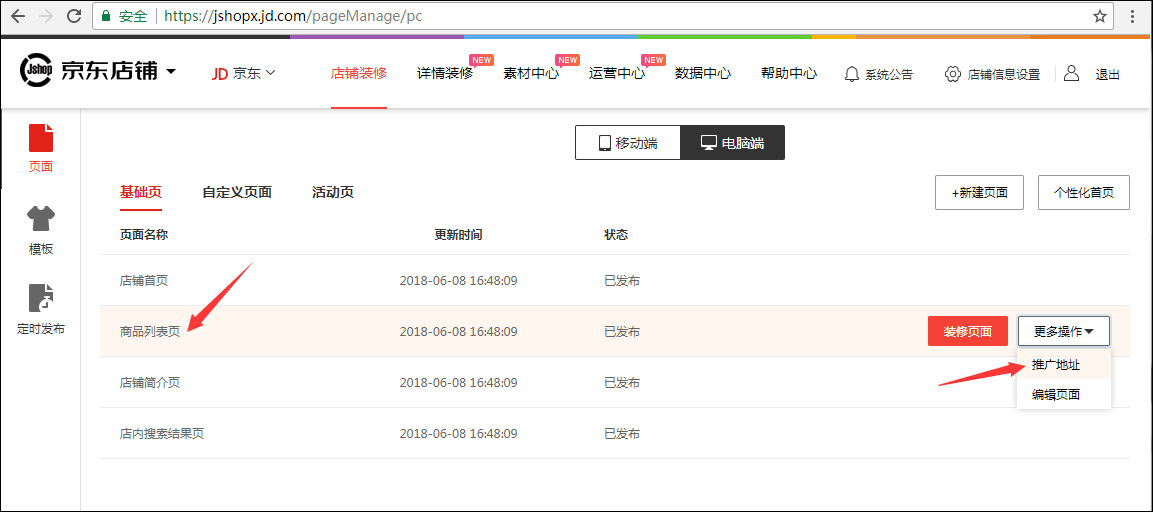 安全 https://jshopx.jd.com/pageManage/pc
Jshop 京东店铺 JD 京东 店铺装修 详情装修 NEW 素材中心 NEW 运营中心 NEW 数据中心 帮助中心 系统公告 店铺信息设置 退出
页面
模板
定时发布
移动端 电脑端
基础页 自定义页面 活动页 +新建页面 个性化首页
页面名称 更新时间 状态
店铺首页 2018-06-08 16:48:09 已发布
商品列表页 2018-06-08 16:48:09 已发布 装修页面 更多操作
推广地址
编辑页面
店铺简介页 2018-06-08 16:48:09 已发布
店内搜索结果页 2018-06-08 16:48:09 已发布